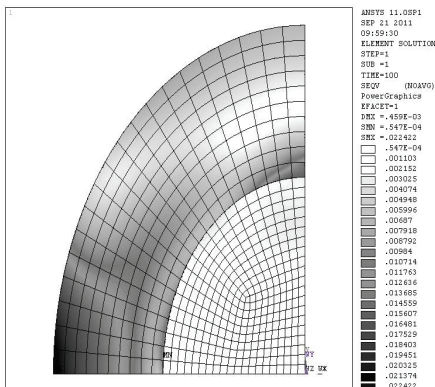 1
ANSYS 11.0SP1
SEP 21 2011
09:59:30
ELEMENT SOLUTION
STEP=1
SUB =1
TIME=100
SEQV (NOAVG)
PowerGraphics
EFACET=1
DMX =.459E-03
SMN =.547E-04
SMX =.022422
.547E-04
.001103
.002152
.003025
.004074
.004948
.005996
.00687
.007918
.008792
.00984
.010714
.011763
.012636
.013685
.014559
.015607
.016481
.017529
.018403
.019451
.020325
.021374
.022422
MN
UY
UZ UX